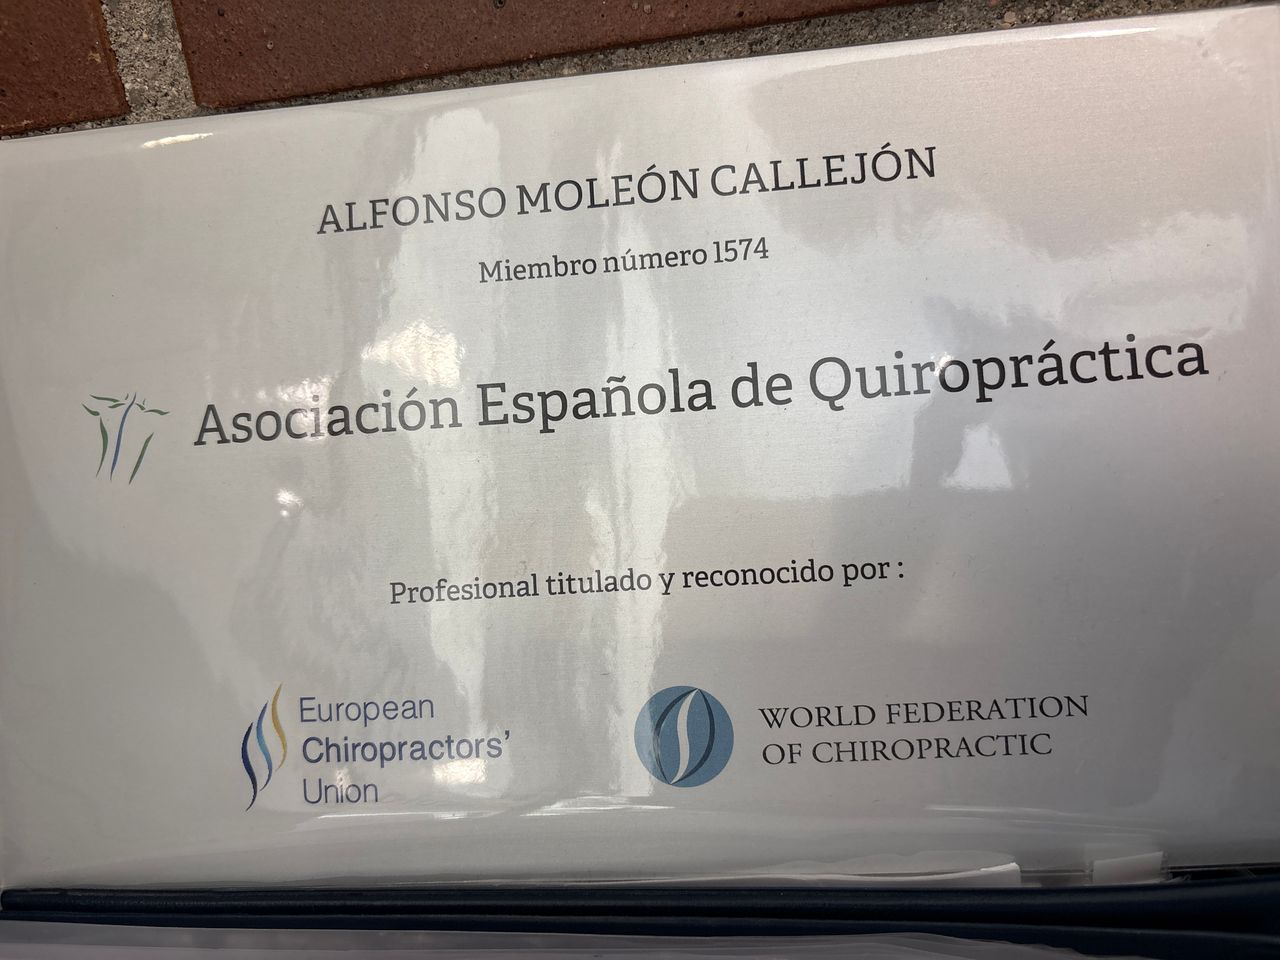 ALFONSO MOLEÓN CALLEJÓN
Miembro número 1574
Asociación Española de Quiropráctica
Profesional titulado y reconocido por :
European
Chiropractors’
Union
WORLD FEDERATION
OF CHIROPRACTIC